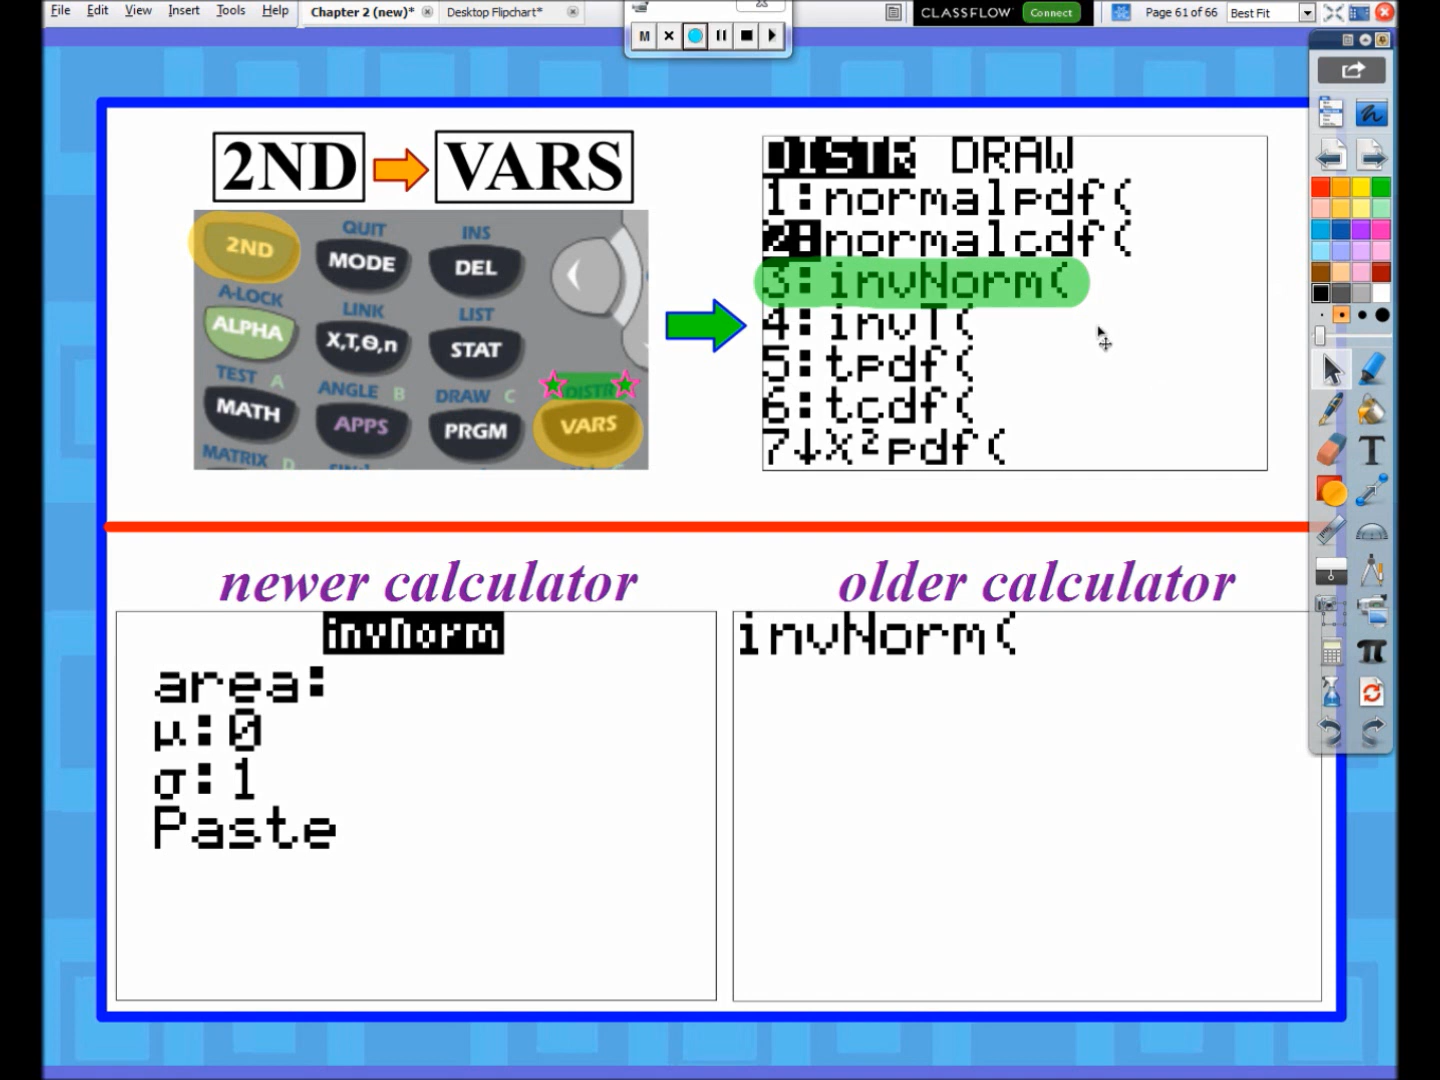 File Edit View Insert Tools Help
Chapter 2 (new)* Desktop Flipchart*
CLASSFLOW Connect
Page 61 of 66 Best Fit
M
2ND VARS
2ND
QUIT
MODE
INS
DEL
A-LOCK
ALPHA
LINK
X,T,Θ,n
LIST
STAT
TEST A
MATH
ANGLE B
APPS
DRAW C
PRGM
DISTR
VARS
MATRIX D
DISTR DRAW
1:normalpdf(
2:normalcdf(
3:invNorm(
4:invT(
5:tpdf(
6:tcdf(
7↓X²pdf(
newer calculator
invNorm
area:
μ:0
σ:1
Paste
older calculator
invNorm(
T
π